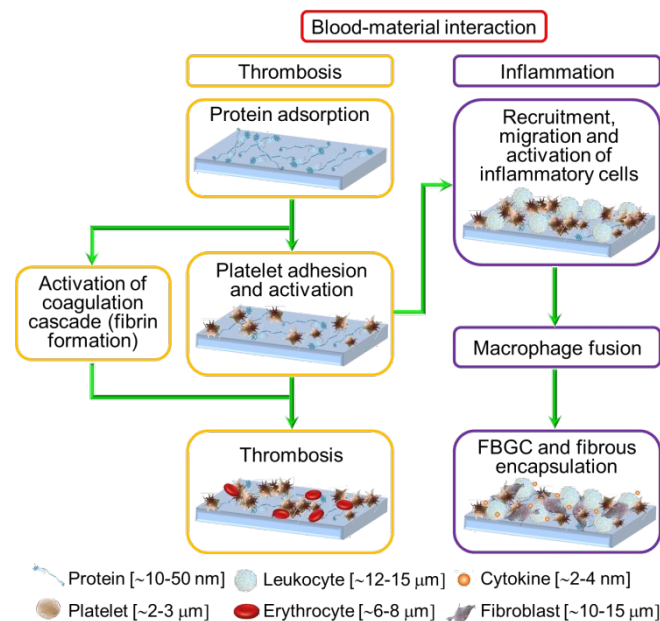 Blood-material interaction
Thrombosis
Inflammation
Protein adsorption
Recruitment,
migration and
activation of
inflammatory cells
Activation of
coagulation
cascade (fibrin
formation)
Platelet adhesion
and activation
Macrophage fusion
Thrombosis
FBGC and fibrous
encapsulation
Protein [~10-50 nm]
Leukocyte [~12-15 μm]
Cytokine [~2-4 nm]
Platelet [~2-3 μm]
Erythrocyte [~6-8 μm]
Fibroblast [~10-15 μm]